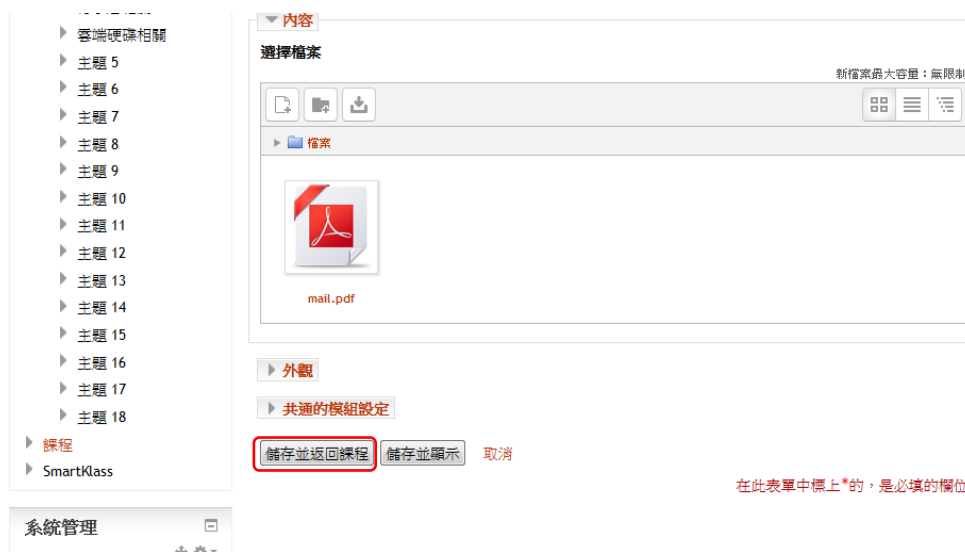 雲端硬碟相關
主題 5
主題 6
主題 7
主題 8
主題 9
主題 10
主題 11
主題 12
主題 13
主題 14
主題 15
主題 16
主題 17
主題 18
課程
SmartKlass
系統管理
內容
選擇檔案
新檔案最大容量：無限制
檔案
mail.pdf
外觀
共通的模組設定
儲存並返回課程 儲存並顯示 取消
在此表單中標上*的，是必填的欄位